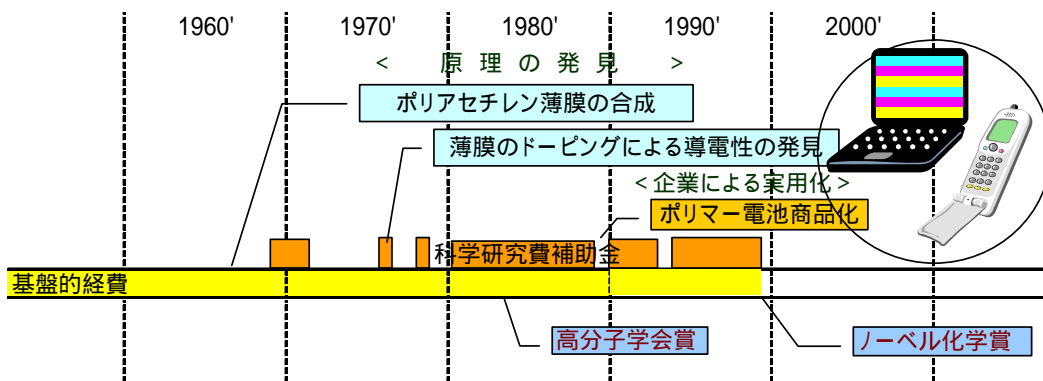 1960' 1970' 1980' 1990' 2000'
< 原理の発見 >
ポリアセチレン薄膜の合成
薄膜のドーピングによる導電性の発見
<企業による実用化>
ポリマー電池商品化
科学研究費補助金
基盤的経費
高分子学会賞
ノーベル化学賞